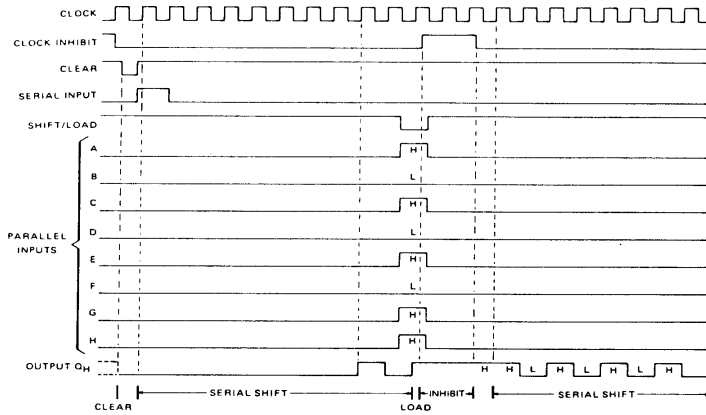 CLOCK
CLOCK INHIBIT
CLEAR
SERIAL INPUT
SHIFT/LOAD
A H
B L
C H
D L
PARALLEL INPUTS
E H
F L
G H
H H
OUTPUT QH H H L H L H L H
SERIAL SHIFT INHIBIT SERIAL SHIFT
CLEAR LOAD